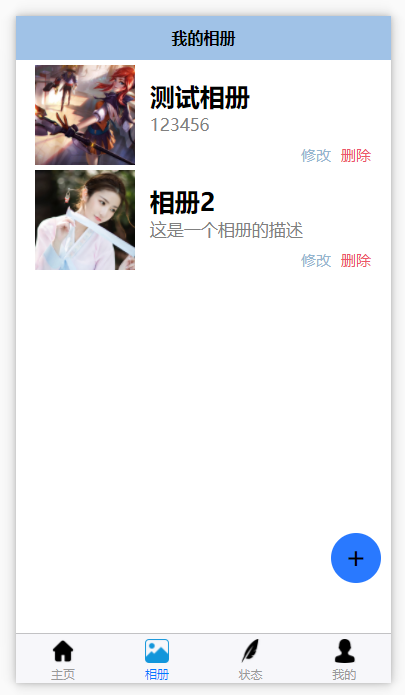 我的相册
测试相册
123456
修改 删除
相册2
这是一个相册的描述
修改 删除
+
主页 相册 状态 我的